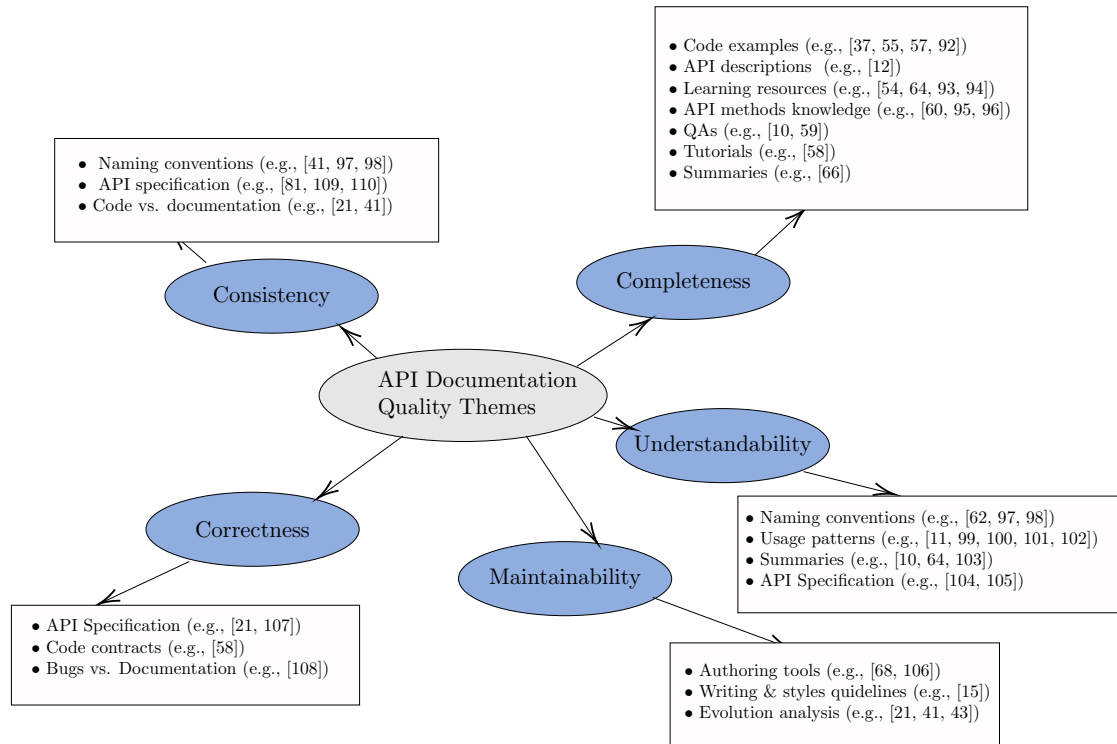 ● Code examples (e.g., [37, 55, 57, 92])
● API descriptions (e.g., [12])
● Learning resources (e.g., [54, 64, 93, 94])
● API methods knowledge (e.g., [60, 95, 96])
● QAs (e.g., [10, 59])
● Tutorials (e.g., [58])
● Summaries (e.g., [66])
● Naming conventions (e.g., [41, 97, 98])
● API specification (e.g., [81, 109, 110])
● Code vs. documentation (e.g., [21, 41])
Consistency
Completeness
API Documentation
Quality Themes
Understandability
Correctness
Maintainability
● Naming conventions (e.g., [62, 97, 98])
● Usage patterns (e.g., [11, 99, 100, 101, 102])
● Summaries (e.g., [10, 64, 103])
● API Specification (e.g., [104, 105])
● API Specification (e.g., [21, 107])
● Code contracts (e.g., [58])
● Bugs vs. Documentation (e.g., [108])
● Authoring tools (e.g., [68, 106])
● Writing & styles quidelines (e.g., [15])
● Evolution analysis (e.g., [21, 41, 43])